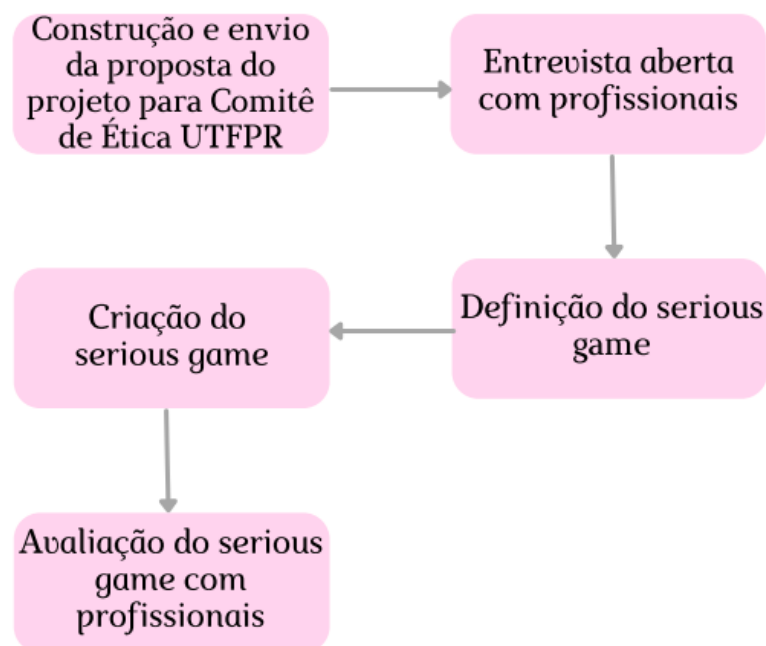 Construção e envio
da proposta do
projeto para Comitê
de Ética UTFPR
Entrevista aberta
com profissionais
Definição do serious
game
Criação do
serious game
Avaliação do serious
game com
profissionais